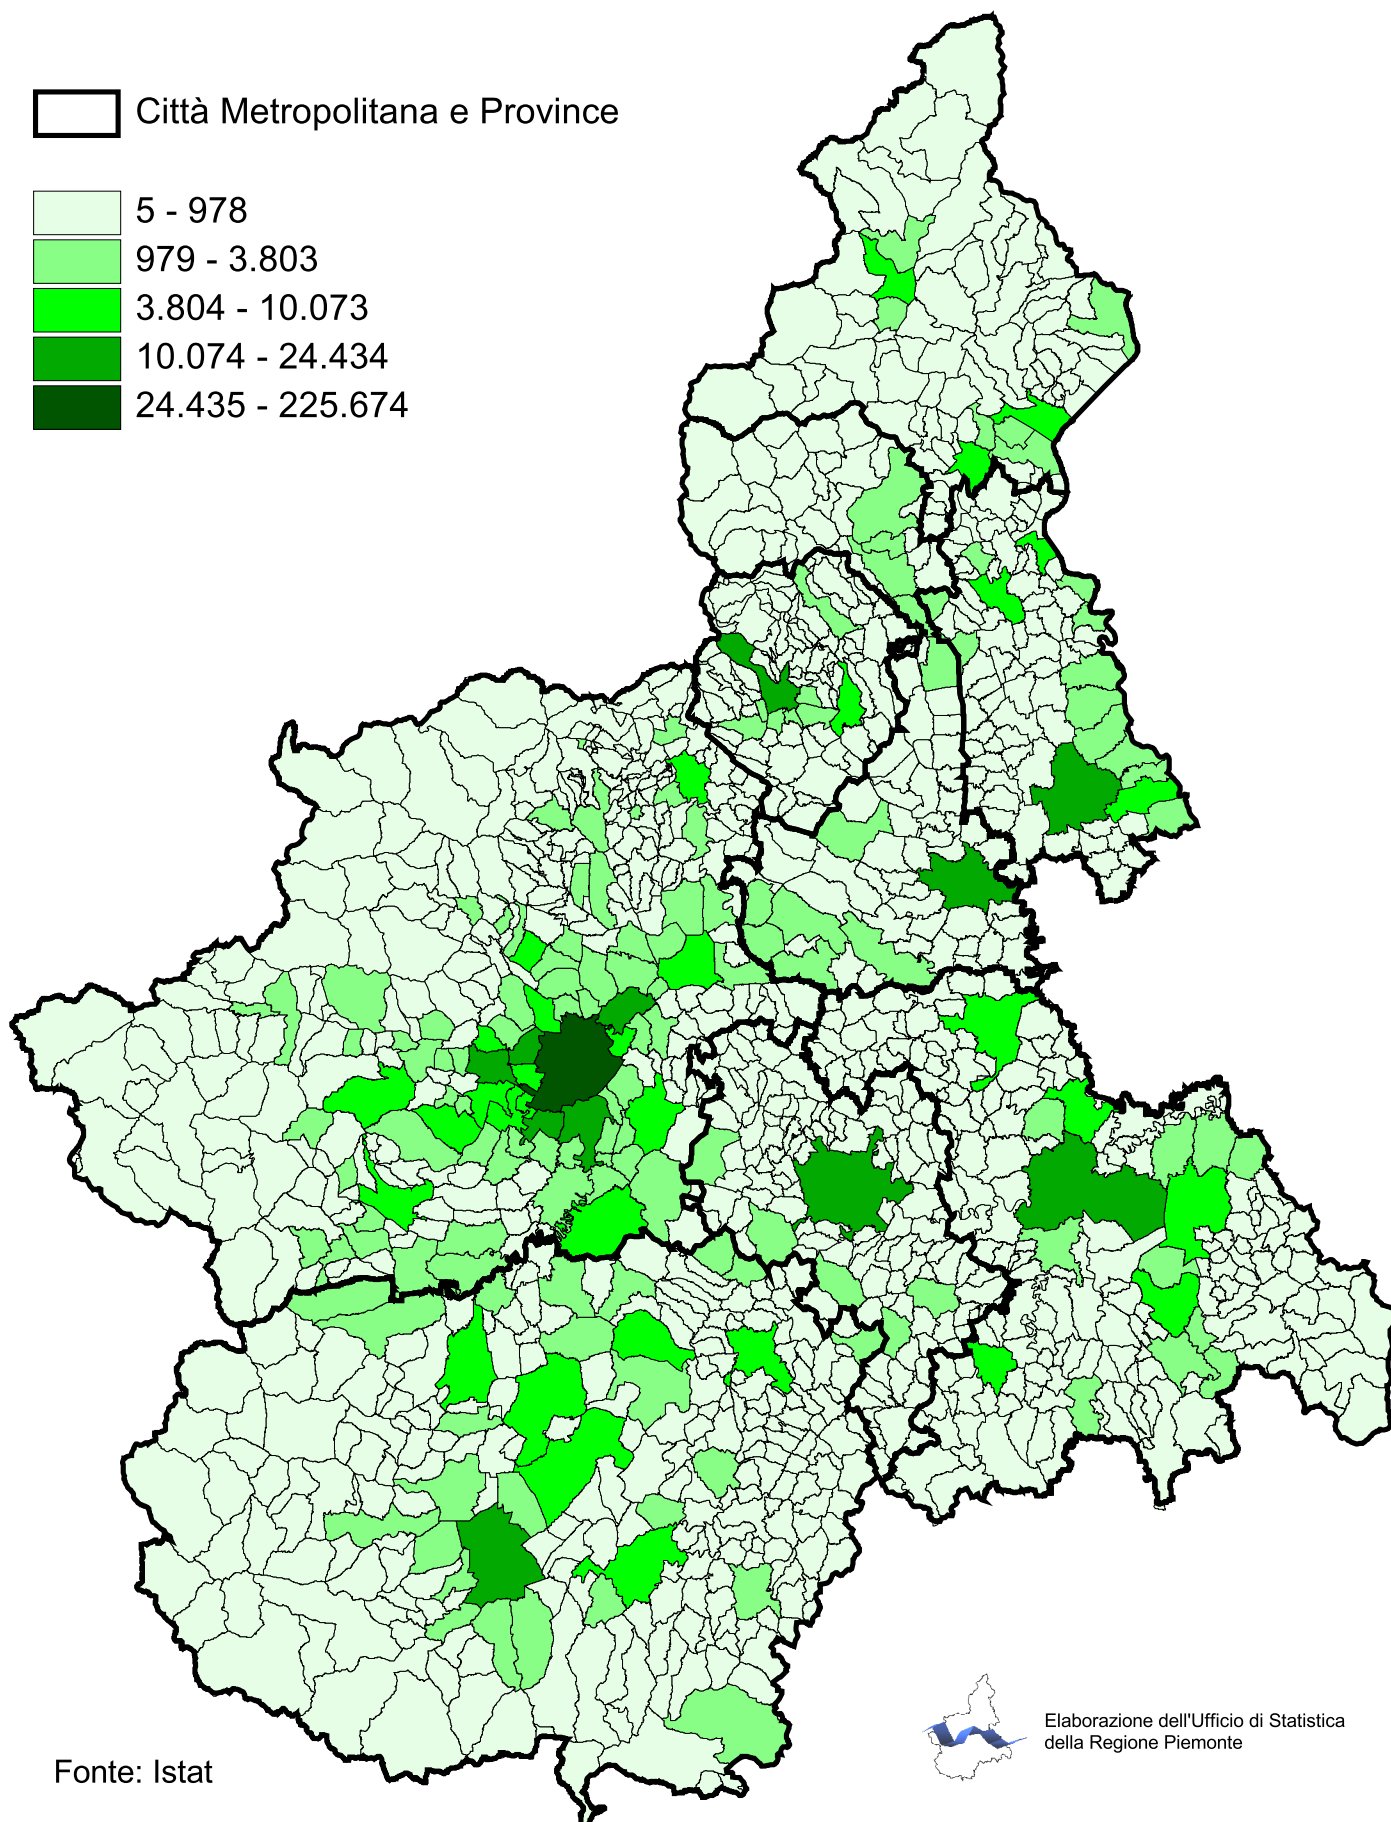 Città Metropolitana e Province
5 - 978
979 - 3.803
3.804 - 10.073
10.074 - 24.434
24.435 - 225.674
Elaborazione dell'Ufficio di Statistica
della Regione Piemonte
Fonte: Istat